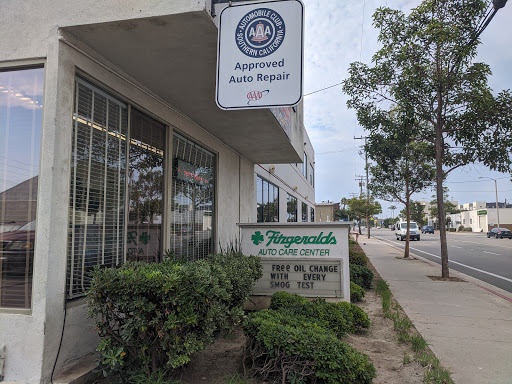 AUTOMOBILE CLUB
AAA
SOUTHERN CALIFORNIA
Approved
Auto Repair
AAA
Fitzgeralds
AUTO CARE CENTER
FREE OIL CHANGE
WITH EVERY
SMOG TEST